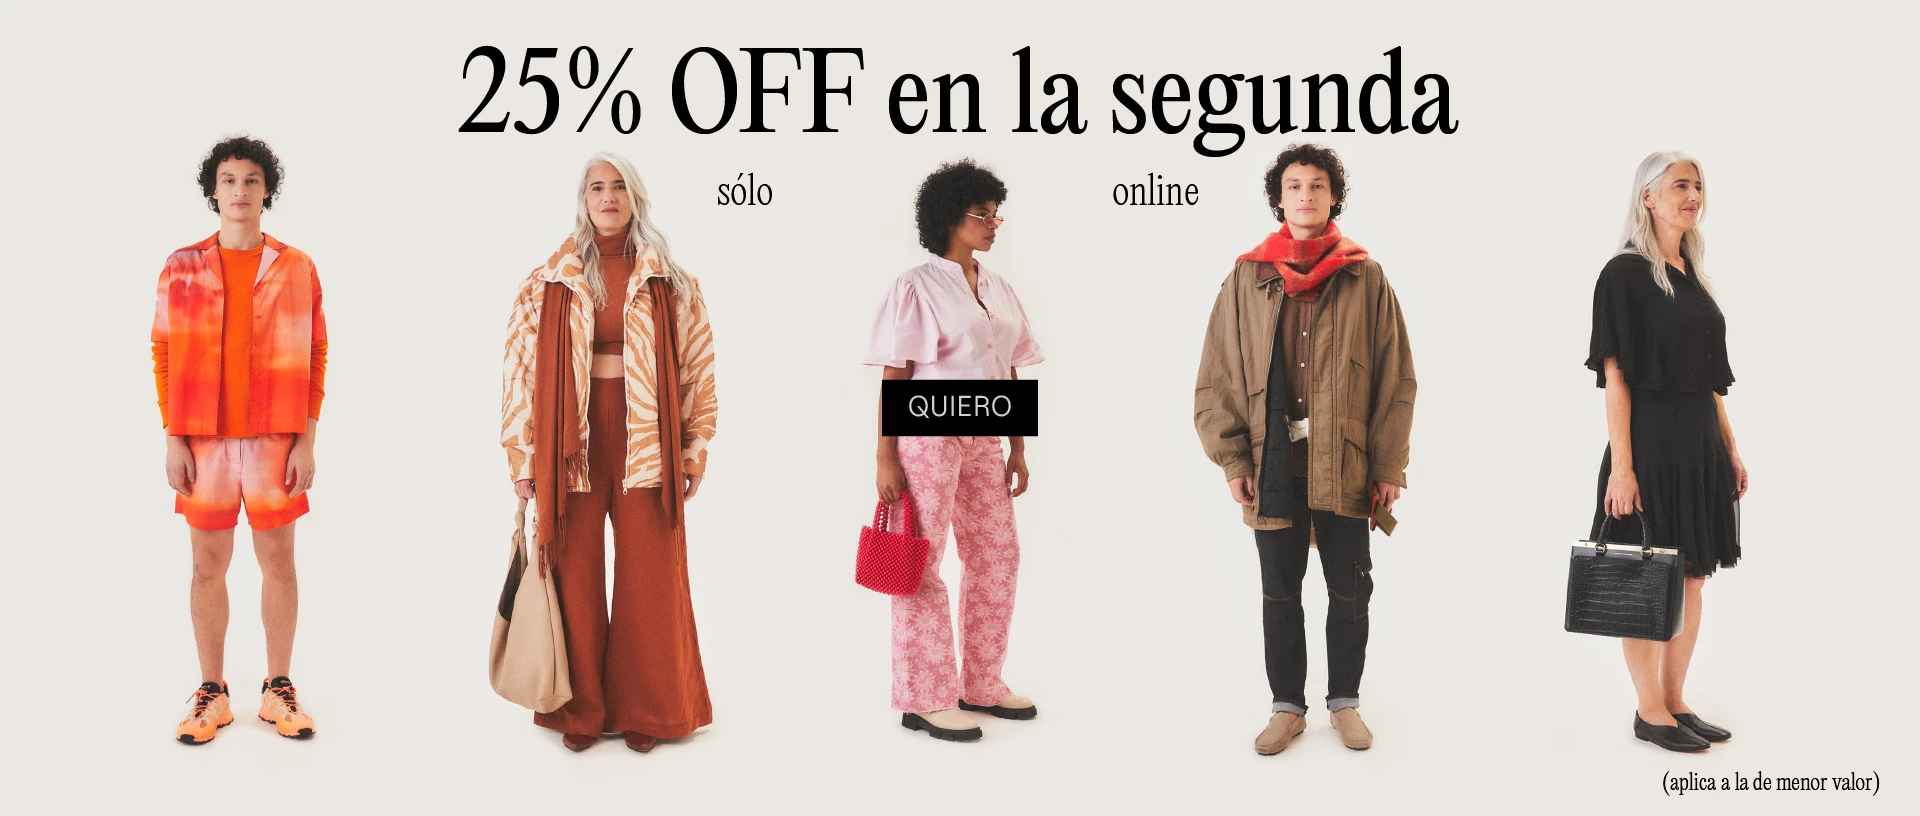 25% OFF en la segunda
sólo online
QUIERO
(aplica a la de menor valor)